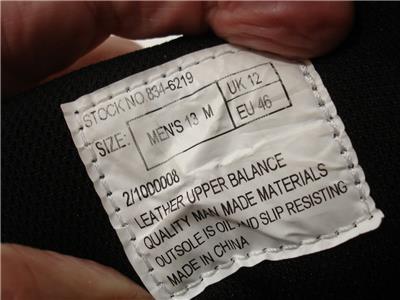 STOCK NO.834-6219
SIZE: MEN'S 13 M UK 12
EU 46
2/1000008
LEATHER UPPER BALANCE
QUALITY MAN MADE MATERIALS
OUTSOLE IS OIL AND SLIP RESISTING
MADE IN CHINA